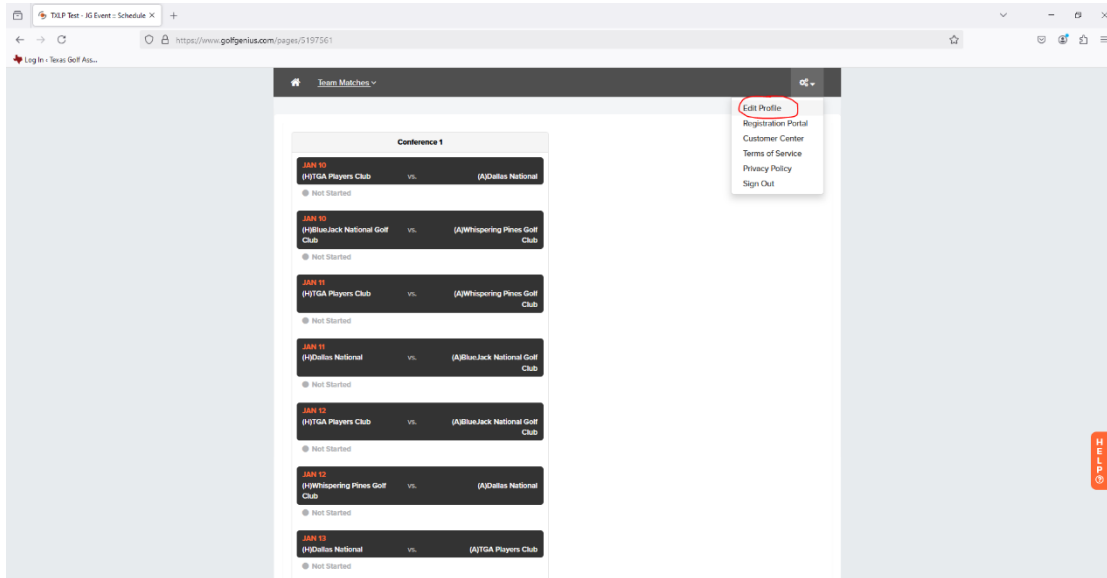 TXLP Test - JG Event :: Schedule
https://www.golfgenius.com/pages/5197561
Log In ‹ Texas Golf Ass...
Team Matches
Edit Profile
Registration Portal
Customer Center
Terms of Service
Privacy Policy
Sign Out
Conference 1
JAN 10
(H)TGA Players Club vs. (A)Dallas National
Not Started
JAN 10
(H)BlueJack National Golf vs. (A)Whispering Pines Golf
Club Club
Not Started
JAN 11
(H)TGA Players Club vs. (A)Whispering Pines Golf
Club
Not Started
JAN 11
(H)Dallas National vs. (A)BlueJack National Golf
Club
Not Started
JAN 12
(H)TGA Players Club vs. (A)BlueJack National Golf
Club
Not Started
JAN 12
(H)Whispering Pines Golf vs. (A)Dallas National
Club
Not Started
JAN 13
(H)Dallas National vs. (A)TGA Players Club
Not Started
HELP